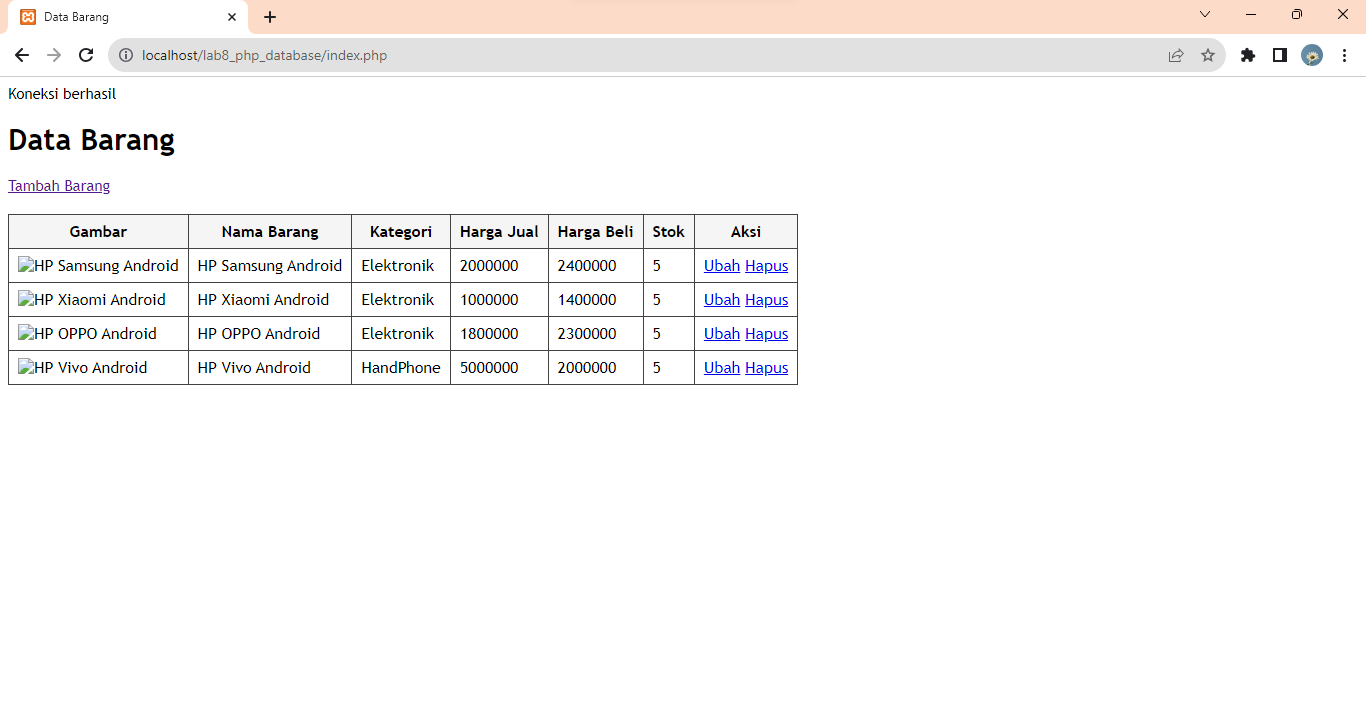 Data Barang
localhost/lab8_php_database/index.php
Koneksi berhasil
Data Barang
Tambah Barang
Gambar Nama Barang Kategori Harga Jual Harga Beli Stok Aksi
HP Samsung Android HP Samsung Android Elektronik 2000000 2400000 5 Ubah Hapus
HP Xiaomi Android HP Xiaomi Android Elektronik 1000000 1400000 5 Ubah Hapus
HP OPPO Android HP OPPO Android Elektronik 1800000 2300000 5 Ubah Hapus
HP Vivo Android HP Vivo Android HandPhone 5000000 2000000 5 Ubah Hapus